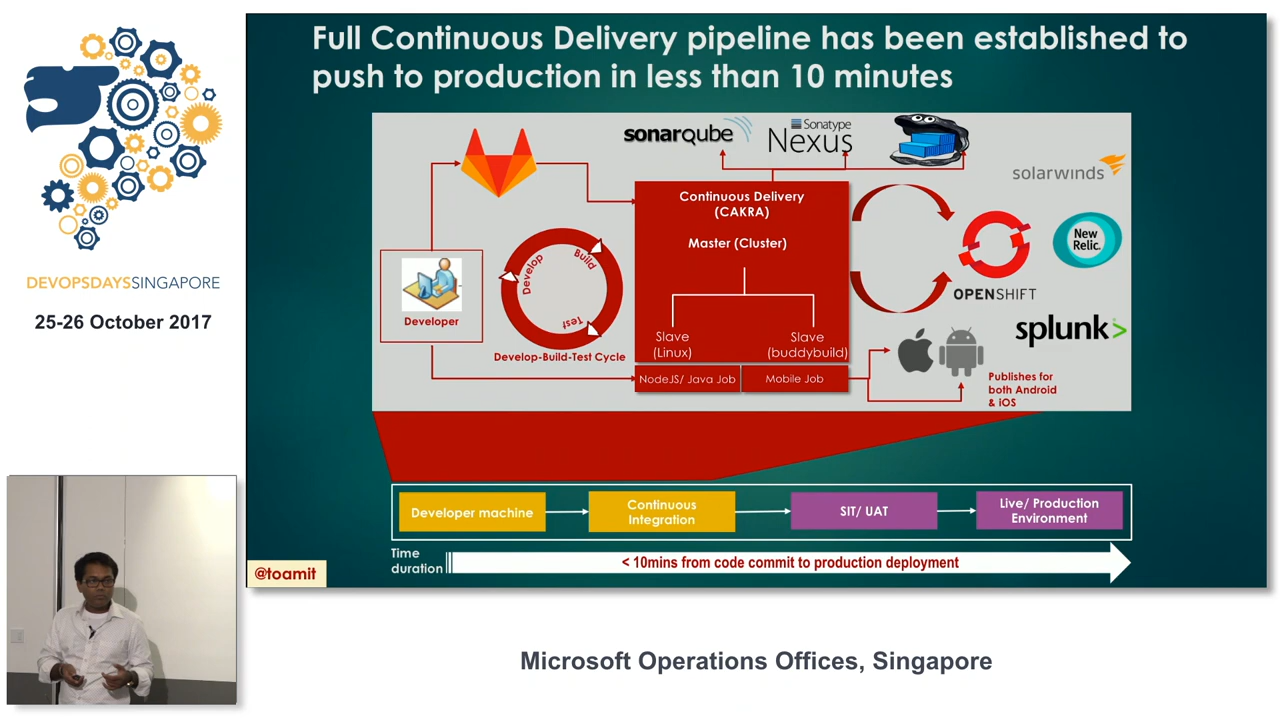 Full Continuous Delivery pipeline has been established to
push to production in less than 10 minutes
DEVOPSDAYSSINGAPORE
25-26 October 2017
sonarqube
Sonatype
Nexus
solarwinds
Continuous Delivery
(CAKRA)
Master (Cluster)
Develop
Build
Test
Developer
Develop-Build-Test Cycle
Slave
(Linux)
Slave
(buddybuild)
NodeJS/ Java Job
Mobile Job
OPENSHIFT
New
Relic.
splunk>
Publishes for
both Android
& iOS
Developer machine
Continuous
Integration
SIT/ UAT
Live/ Production
Environment
Time
duration
< 10mins from code commit to production deployment
@toamit
Microsoft Operations Offices, Singapore